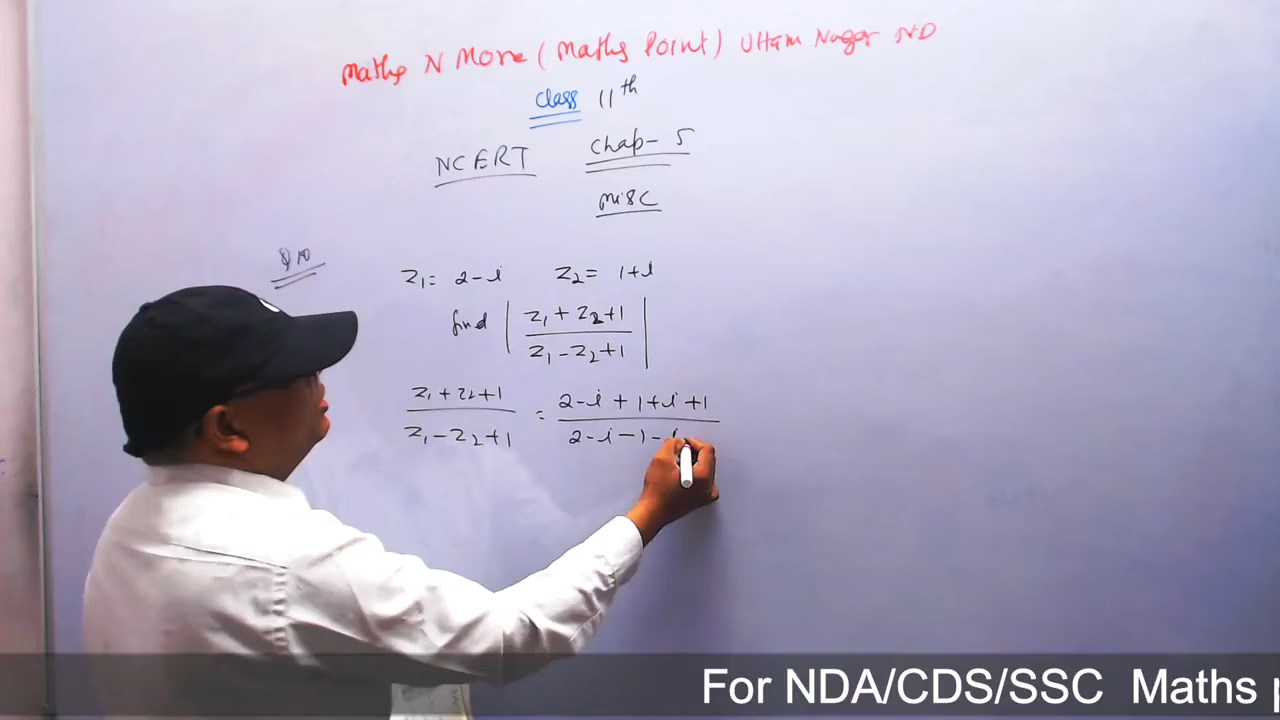 Maths N More (Maths Point) Uttam Nagar ND
Class 11th
NCERT Chap-5
Misc
z1 = 2-i z2 = 1+i
find | z1 + z2 + 1 / z1 - z2 + 1 |
z1 + z2 + 1 / z1 - z2 + 1 = 2-i + 1+i + 1 / 2-i-1-i
For NDA/CDS/SSC Maths p